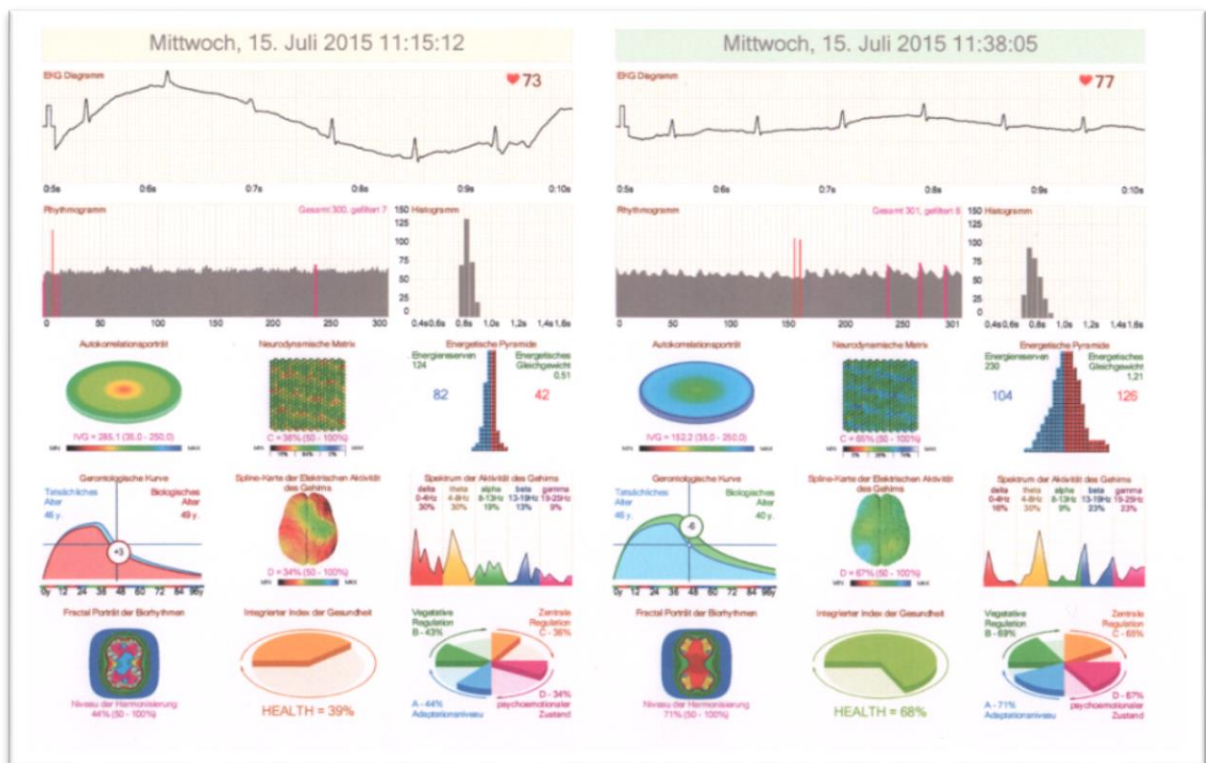 Mittwoch, 15. Juli 2015 11:15:12
EKG Diagramm
73
0:5s 0:6s 0:7s 0:8s 0:9s 0:10s
Rhythmogramm
Gesamt 300, gefiltert 7
150 Histogramm
125
100
75
50
25
0
0 50 100 150 200 250 300
0.4s 0.6s 0.8s 1.0s 1,2s 1,4s 1.6s
Autokorrelationsporträt
IVG = 285,1 (35,0 - 250,0)
MIN MAX
Neurodynamische Matrix
C = 36% (50 - 100%)
MIN MAX
Energetische Pyramide
Energiereserven
124
Energetisches
Gleichgewicht
0,51
82
42
Gerontologische Kurve
Tatsächliches
Alter
46 y.
Biologisches
Alter
49 y.
+3
0y 12 24 36 48 60 72 84 96y
Spline-Karte der Elektrischen Aktivität
des Gehirns
D = 34% (50 - 100%)
MIN MAX
Spektrum der Aktivität des Gehirns
delta theta alpha beta gamma
0-4Hz 4-8Hz 8-13Hz 13-19Hz 19-25Hz
30% 30% 19% 13% 9%
Fractal Porträt der Biorhythmen
Niveau der Harmonisierung
44% (50 - 100%)
Integrierter Index der Gesundheit
HEALTH = 39%
Vegetative
Regulation
B - 43%
Zentrale
Regulation
C - 36%
A - 44%
Adaptationsniveau
D - 34%
psychoemotionaler
Zustand
Mittwoch, 15. Juli 2015 11:38:05
EKG Diagramm
77
0:5s 0:6s 0:7s 0:8s 0:9s 0:10s
Rhythmogramm
Gesamt 301, gefiltert
150 Histogramm
125
100
75
50
25
0
0 50 100 150 200 250 301
0.4s 0.6s 0.8s 1.0s 1,2s 1,4s 1.6s
Autokorrelationsporträt
IVG = 152,2 (35,0 - 250,0)
MIN MAX
Neurodynamische Matrix
C = 65% (50 - 100%)
MIN MAX
Energetische Pyramide
Energiereserven
230
Energetisches
Gleichgewicht
1,21
104
126
Gerontologische Kurve
Tatsächliches
Alter
46 y.
Biologisches
Alter
40 y.
-6
0y 12 24 36 48 60 72 84 96y
Spline-Karte der Elektrischen Aktivität
des Gehirns
D = 67% (50 - 100%)
MIN MAX
Spektrum der Aktivität des Gehirns
delta theta alpha beta gamma
0-4Hz 4-8Hz 8-13Hz 13-19Hz 19-25Hz
16% 30% 9% 23% 23%
Fractal Porträt der Biorhythmen
Niveau der Harmonisierung
71% (50 - 100%)
Integrierter Index der Gesundheit
HEALTH = 68%
Vegetative
Regulation
B - 69%
Zentrale
Regulation
C - 65%
A - 71%
Adaptationsniveau
D - 67%
psychoemotionaler
Zustand